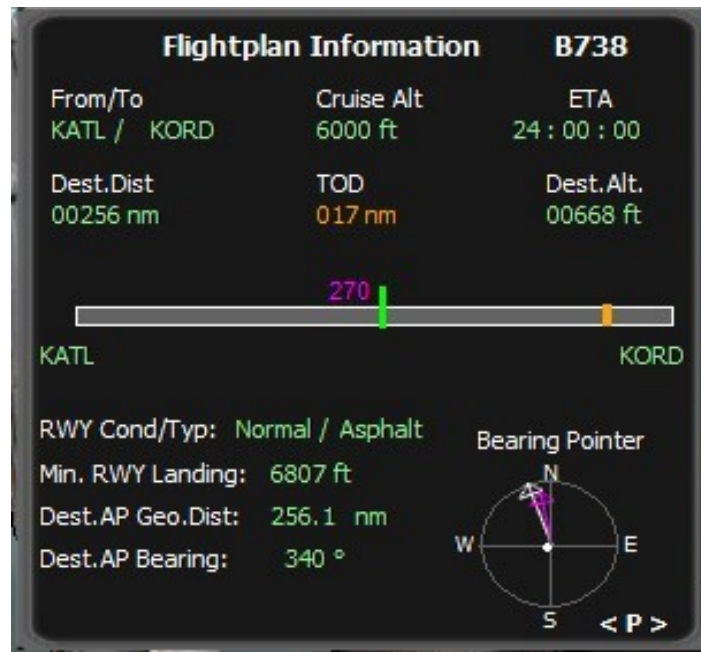 Flightplan Information B738
From/To Cruise Alt ETA
KATL / KORD 6000 ft 24 : 00 : 00
Dest.Dist TOD Dest.Alt.
00256 nm 017 nm 00668 ft
270
KATL KORD
RWY Cond/Typ: Normal / Asphalt
Bearing Pointer
Min. RWY Landing: 6807 ft
N
Dest.AP Geo.Dist: 256.1 nm
W E
Dest.AP Bearing: 340 °
S < P >